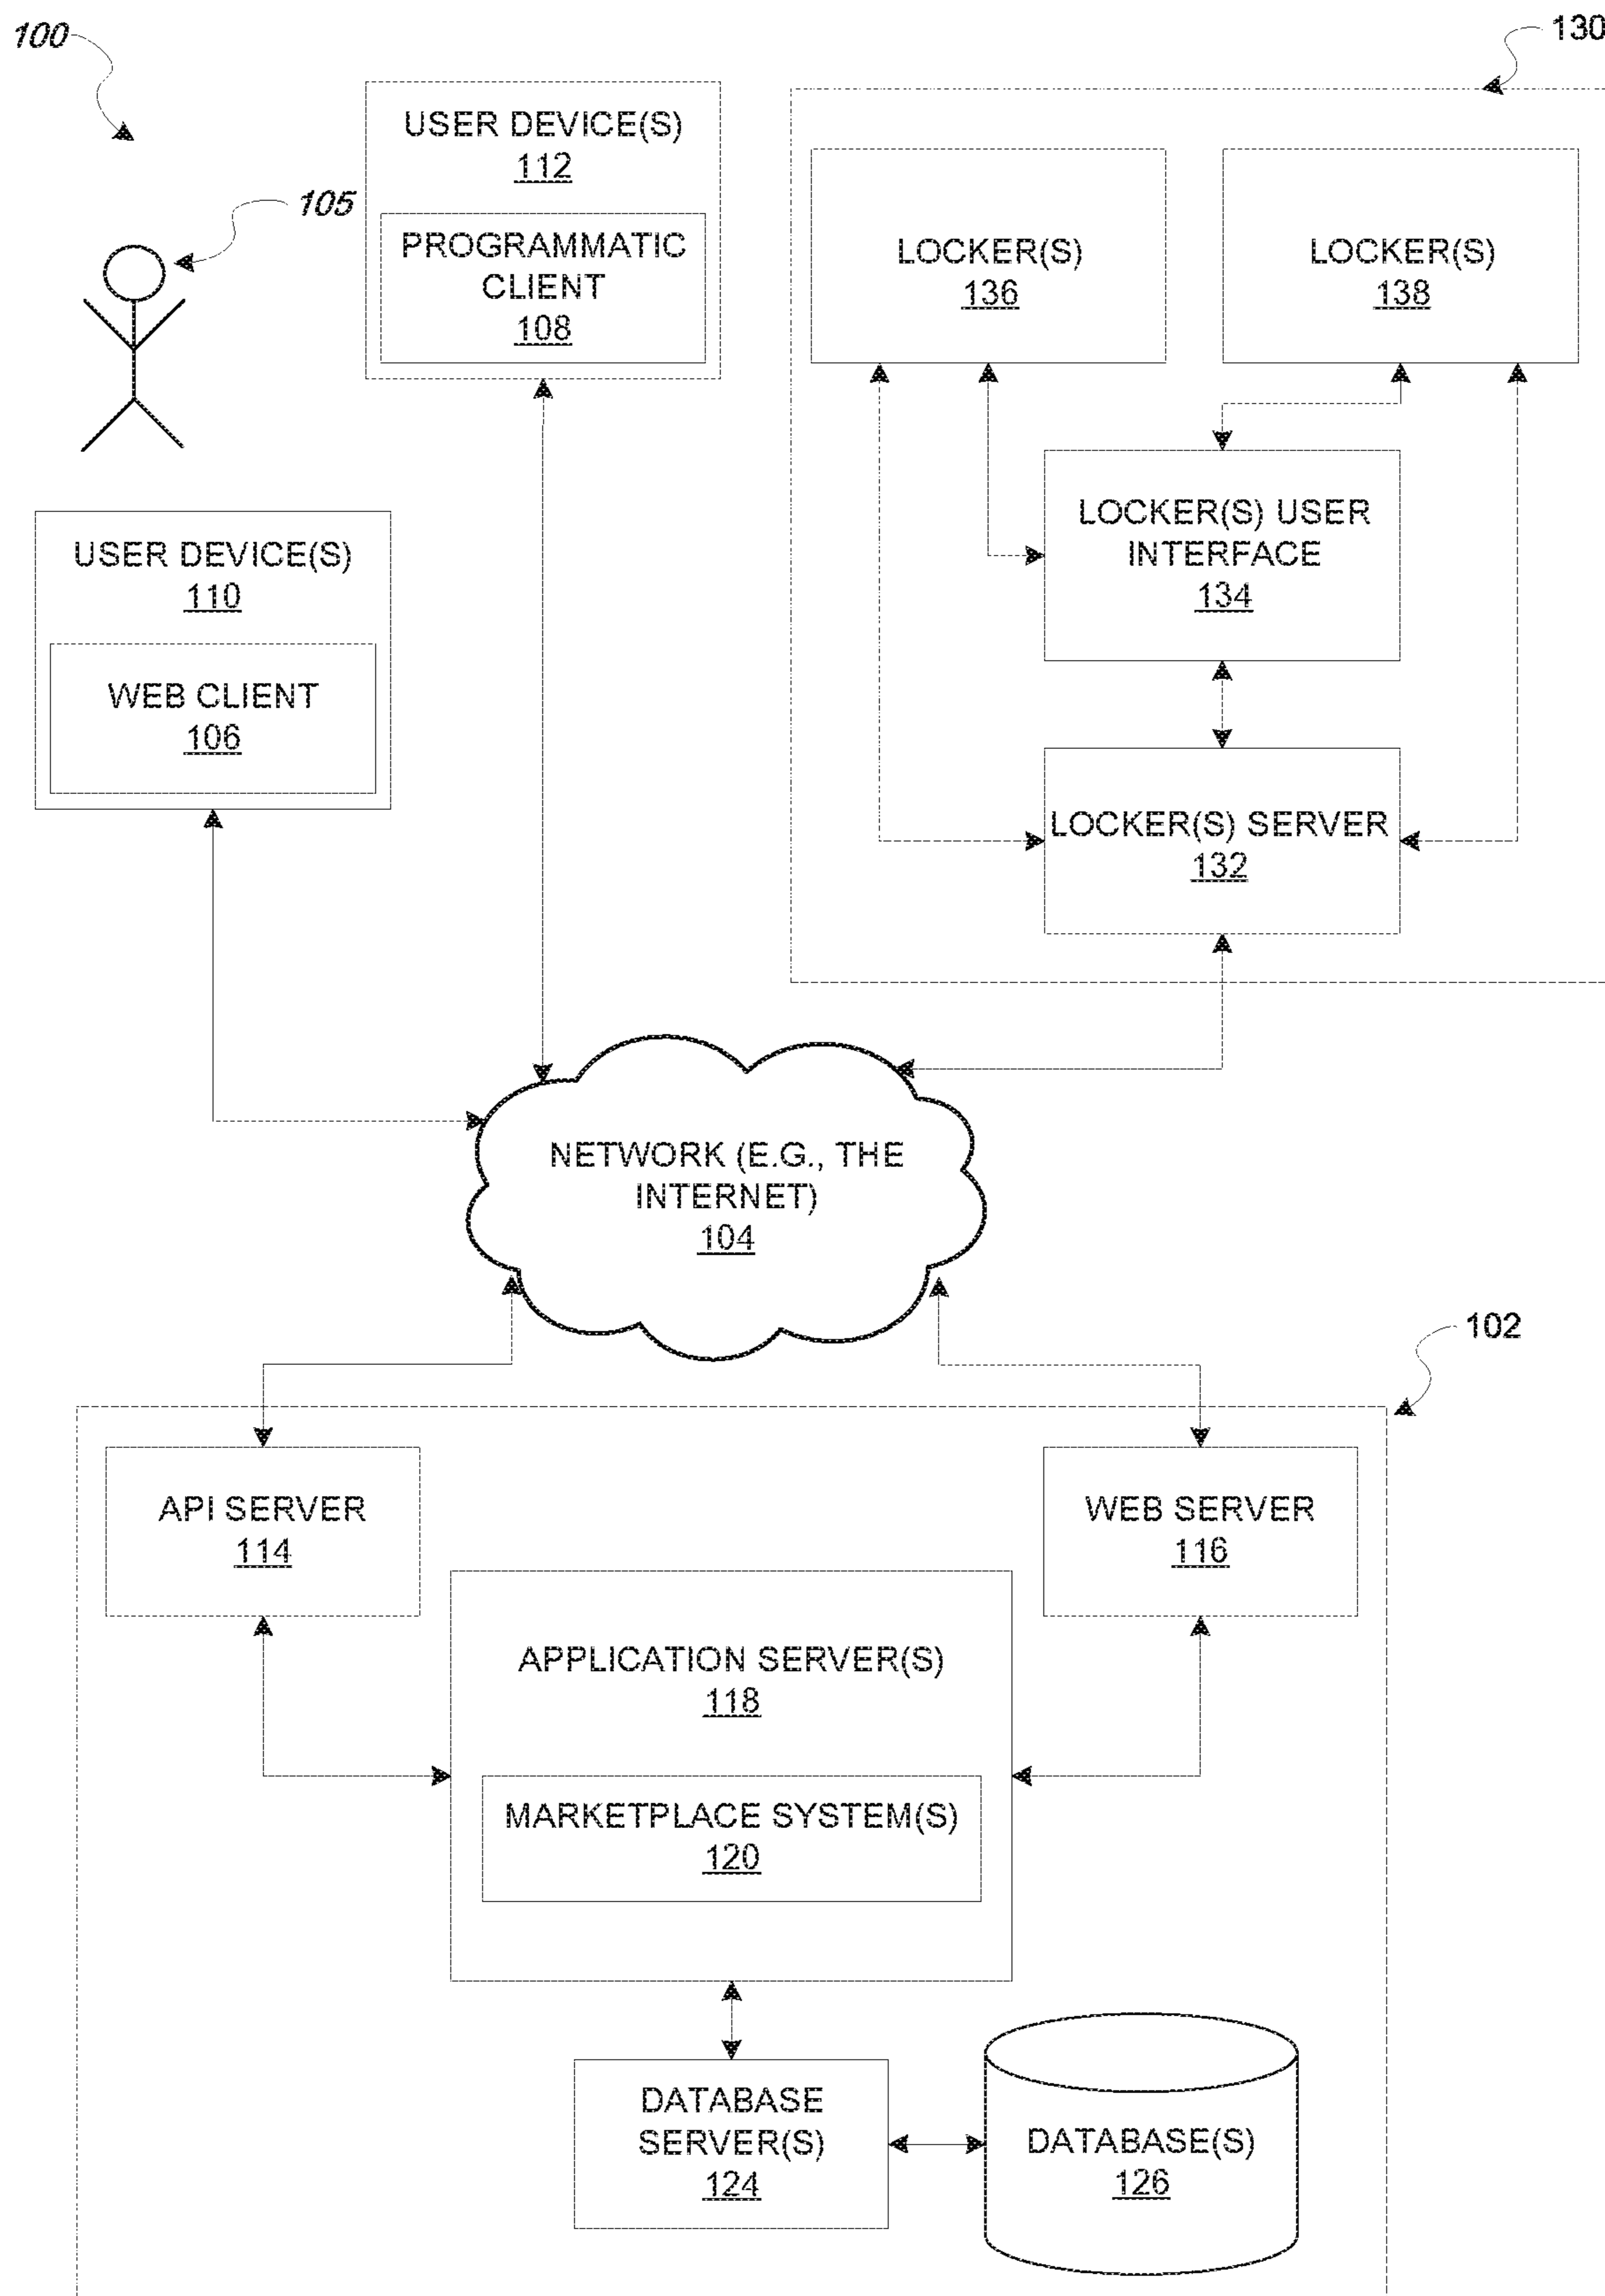 100
130
USER DEVICE(S)
112
PROGRAMMATIC
CLIENT
108
105
LOCKER(S)
136
LOCKER(S)
138
LOCKER(S) USER
INTERFACE
134
USER DEVICE(S)
110
WEB CLIENT
106
LOCKER(S) SERVER
132
NETWORK (E.G., THE
INTERNET)
104
102
API SERVER
114
WEB SERVER
116
APPLICATION SERVER(S)
118
MARKETPLACE SYSTEM(S)
120
DATABASE
SERVER(S)
124
DATABASE(S)
126